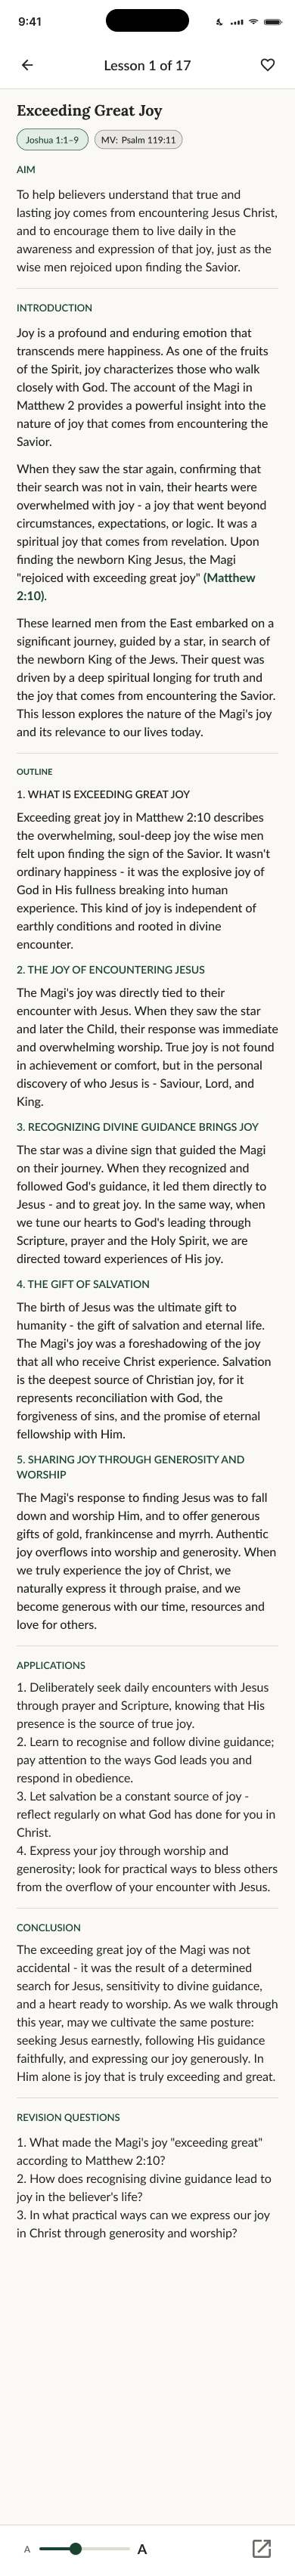 9:41
Lesson 1 of 17
Exceeding Great Joy
Joshua 1:1–9
MV: Psalm 119:11
AIM
To help believers understand that true and
lasting joy comes from encountering Jesus Christ,
and to encourage them to live daily in the
awareness and expression of that joy, just as the
wise men rejoiced upon finding the Savior.
INTRODUCTION
Joy is a profound and enduring emotion that
transcends mere happiness. As one of the fruits
of the Spirit, joy characterizes those who walk
closely with God. The account of the Magi in
Matthew 2 provides a powerful insight into the
nature of joy that comes from encountering the
Savior.
When they saw the star again, confirming that
their search was not in vain, their hearts were
overwhelmed with joy - a joy that went beyond
circumstances, expectations, or logic. It was a
spiritual joy that comes from revelation. Upon
finding the newborn King Jesus, the Magi
"rejoiced with exceeding great joy" (Matthew
2:10).
These learned men from the East embarked on a
significant journey, guided by a star, in search of
the newborn King of the Jews. Their quest was
driven by a deep spiritual longing for truth and
the joy that comes from encountering the Savior.
This lesson explores the nature of the Magi's joy
and its relevance to our lives today.
OUTLINE
1. WHAT IS EXCEEDING GREAT JOY
Exceeding great joy in Matthew 2:10 describes
the overwhelming, soul-deep joy the wise men
felt upon finding the sign of the Savior. It wasn't
ordinary happiness - it was the explosive joy of
God in His fullness breaking into human
experience. This kind of joy is independent of
earthly conditions and rooted in divine
encounter.
2. THE JOY OF ENCOUNTERING JESUS
The Magi's joy was directly tied to their
encounter with Jesus. When they saw the star
and later the Child, their response was immediate
and overwhelming worship. True joy is not found
in achievement or comfort, but in the personal
discovery of who Jesus is - Saviour, Lord, and
King.
3. RECOGNIZING DIVINE GUIDANCE BRINGS JOY
The star was a divine sign that guided the Magi
on their journey. When they recognized and
followed God's guidance, it led them directly to
Jesus - and to great joy. In the same way, when
we tune our hearts to God's leading through
Scripture, prayer and the Holy Spirit, we are
directed toward experiences of His joy.
4. THE GIFT OF SALVATION
The birth of Jesus was the ultimate gift to
humanity - the gift of salvation and eternal life.
The Magi's joy was a foreshadowing of the joy
that all who receive Christ experience. Salvation
is the deepest source of Christian joy, for it
represents reconciliation with God, the
forgiveness of sins, and the promise of eternal
fellowship with Him.
5. SHARING JOY THROUGH GENEROSITY AND
WORSHIP
The Magi's response to finding Jesus was to fall
down and worship Him, and to offer generous
gifts of gold, frankincense and myrrh. Authentic
joy overflows into worship and generosity. When
we truly experience the joy of Christ, we
naturally express it through praise, and we
become generous with our time, resources and
love for others.
APPLICATIONS
1. Deliberately seek daily encounters with Jesus
through prayer and Scripture, knowing that His
presence is the source of true joy.
2. Learn to recognise and follow divine guidance;
pay attention to the ways God leads you and
respond in obedience.
3. Let salvation be a constant source of joy -
reflect regularly on what God has done for you in
Christ.
4. Express your joy through worship and
generosity; look for practical ways to bless others
from the overflow of your encounter with Jesus.
CONCLUSION
The exceeding great joy of the Magi was not
accidental - it was the result of a determined
search for Jesus, sensitivity to divine guidance,
and a heart ready to worship. As we walk through
this year, may we cultivate the same posture:
seeking Jesus earnestly, following His guidance
faithfully, and expressing our joy generously. In
Him alone is joy that is truly exceeding and great.
REVISION QUESTIONS
1. What made the Magi's joy "exceeding great"
according to Matthew 2:10?
2. How does recognising divine guidance lead to
joy in the believer's life?
3. In what practical ways can we express our joy
in Christ through generosity and worship?
A A